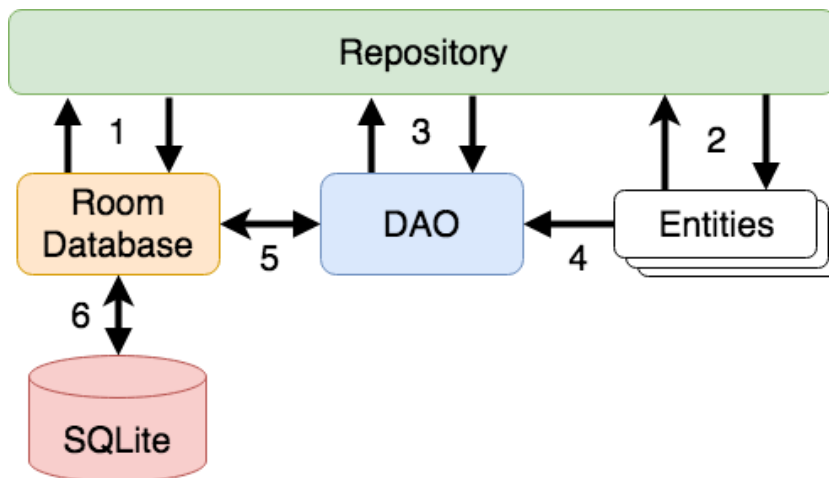 Repository
1
3
2
Room
Database
DAO
Entities
5
4
6
SQLite